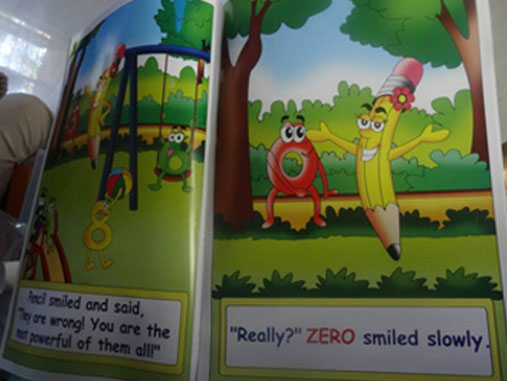 Pencil smiled and said,
"They are wrong! You are the
most powerful of them all!"
"Really?" ZERO smiled slowly.